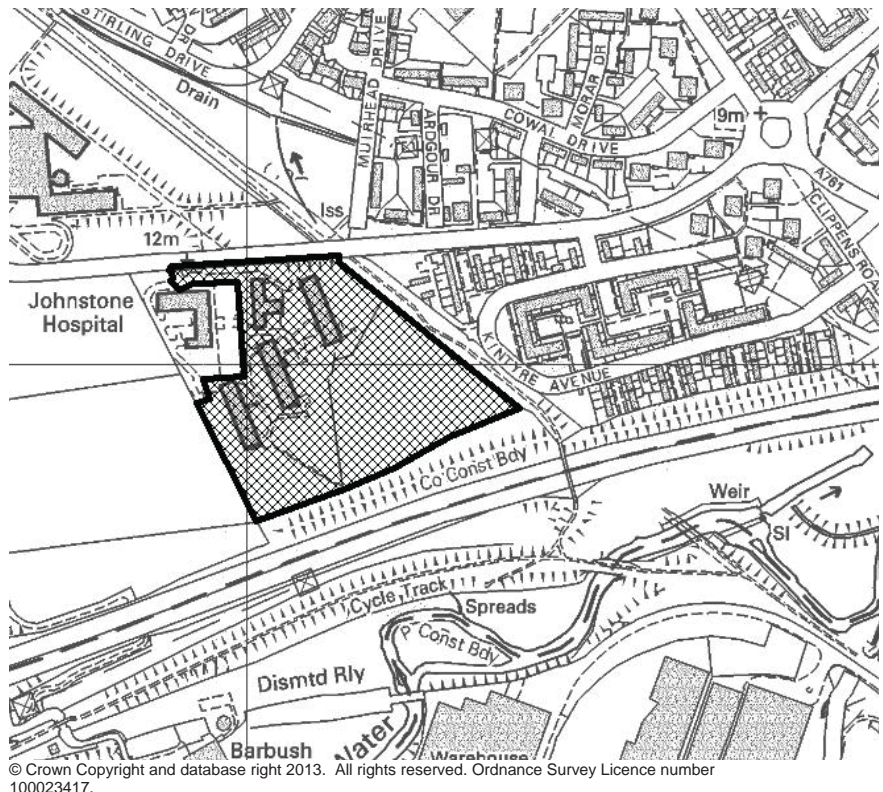 STIRLING DRIVE
Drain
MUIRHEAD DRIVE
ARDGOUR DR
COWAL DRIVE
MORAR DR
9m
A761
CLIPPENS RO
Iss
12m
Johnstone
Hospital
KINTYRE AVENUE
Co Const Bdy
Weir
Sl
Cycle Track
Spreads
P Const Bdy
Dismtd Rly
Barbush
Water
Warehouse
© Crown Copyright and database right 2013. All rights reserved. Ordnance Survey Licence number
100023417.